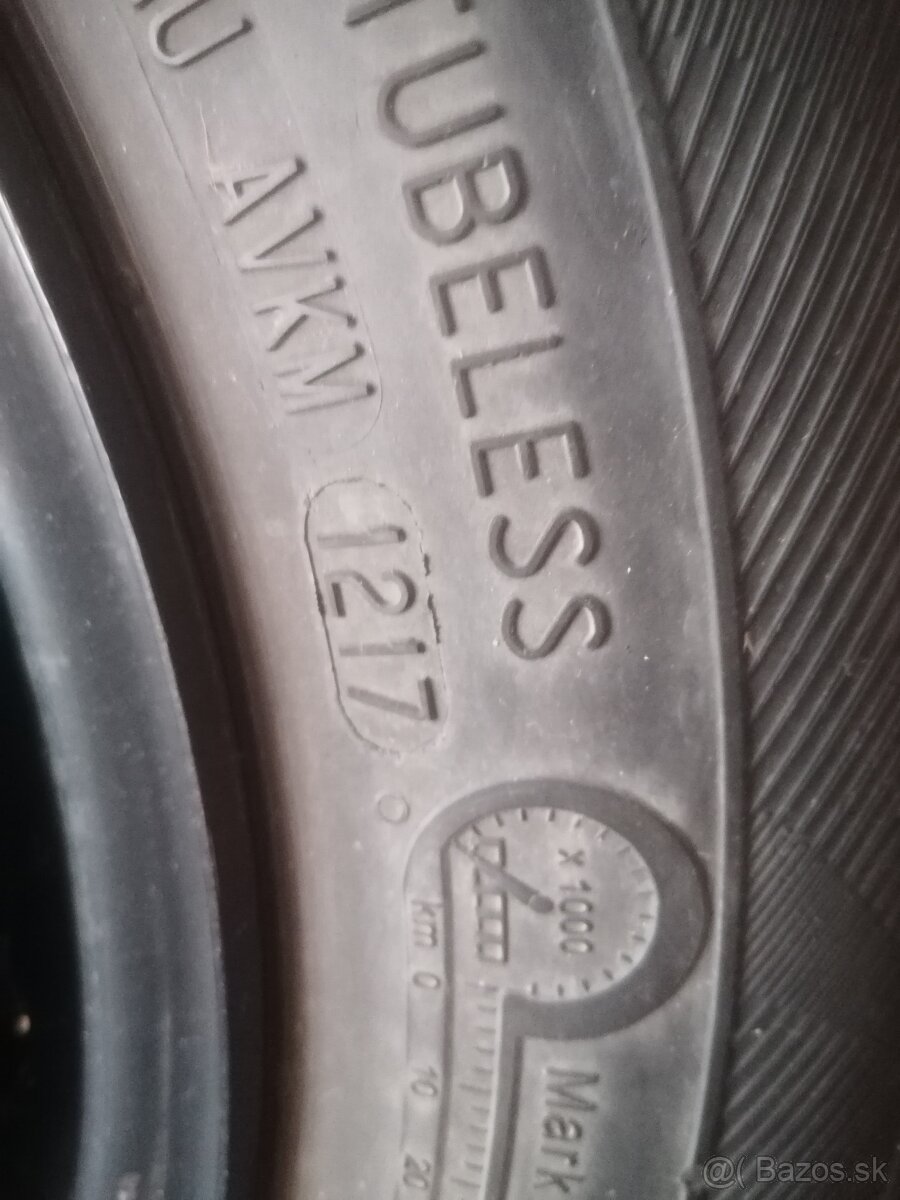 TUBELESS
U AVKM
1217
x 1000
km 0 10 20
Mark
@( Bazos.sk